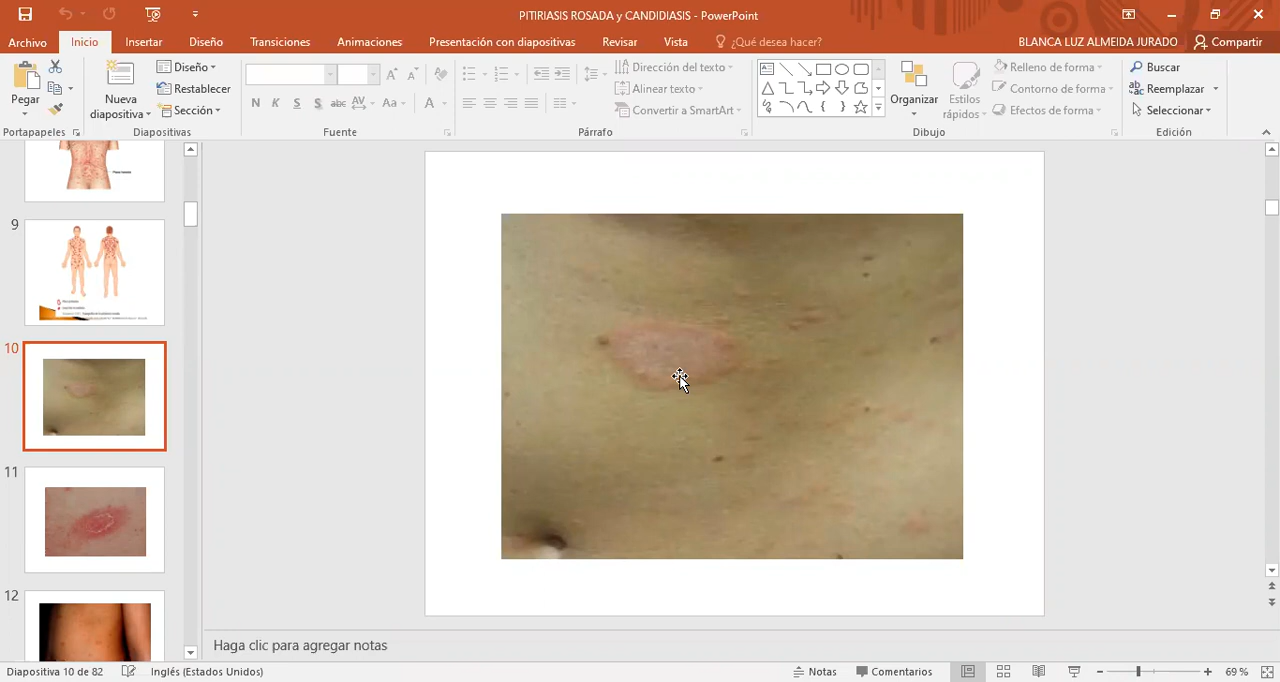 PITIRIASIS ROSADA y CANDIDIASIS - PowerPoint
Archivo Inicio Insertar Diseño Transiciones Animaciones Presentación con diapositivas Revisar Vista ¿Qué desea hacer? BLANCA LUZ ALMEIDA JURADO Compartir
Pegar
Nueva diapositiva
Diseño
Restablecer
Sección
N K S S abc AV Aa A
Dirección del texto
Alinear texto
Convertir a SmartArt
Organizar
Estilos rápidos
Relleno de forma
Contorno de forma
Efectos de forma
Buscar
Reemplazar
Seleccionar
Portapapeles Diapositivas Fuente Párrafo Dibujo Edición
9
10
11
12
Haga clic para agregar notas
Diapositiva 10 de 82 Inglés (Estados Unidos) Notas Comentarios 69 %